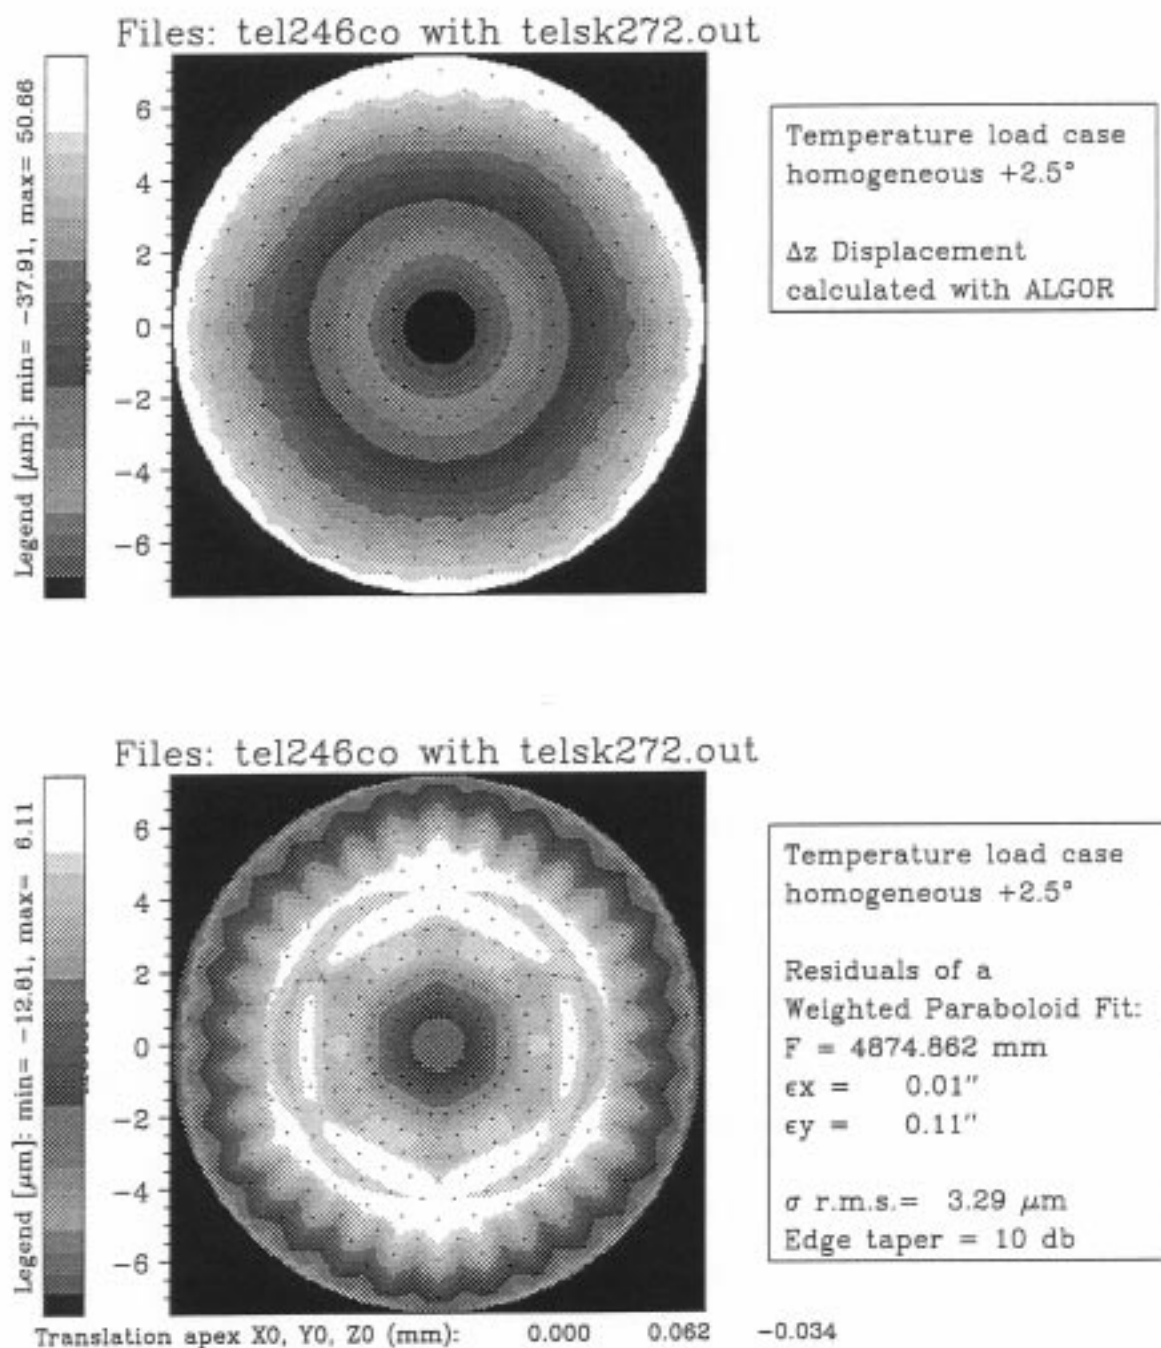 Files: tel246co with telsk272.out
Legend [μm]: min= -37.91, max= 50.66
6
4
2
0
-2
-4
-6
Temperature load case
homogeneous +2.5°
Δz Displacement
calculated with ALGOR
Files: tel246co with telsk272.out
Legend [μm]: min= -12.81, max= 6.11
6
4
2
0
-2
-4
-6
Temperature load case
homogeneous +2.5°
Residuals of a
Weighted Paraboloid Fit:
F = 4874.862 mm
εx = 0.01"
εy = 0.11"
σ r.m.s.= 3.29 μm
Edge taper = 10 db
Translation apex X0, Y0, Z0 (mm): 0.000 0.062 -0.034